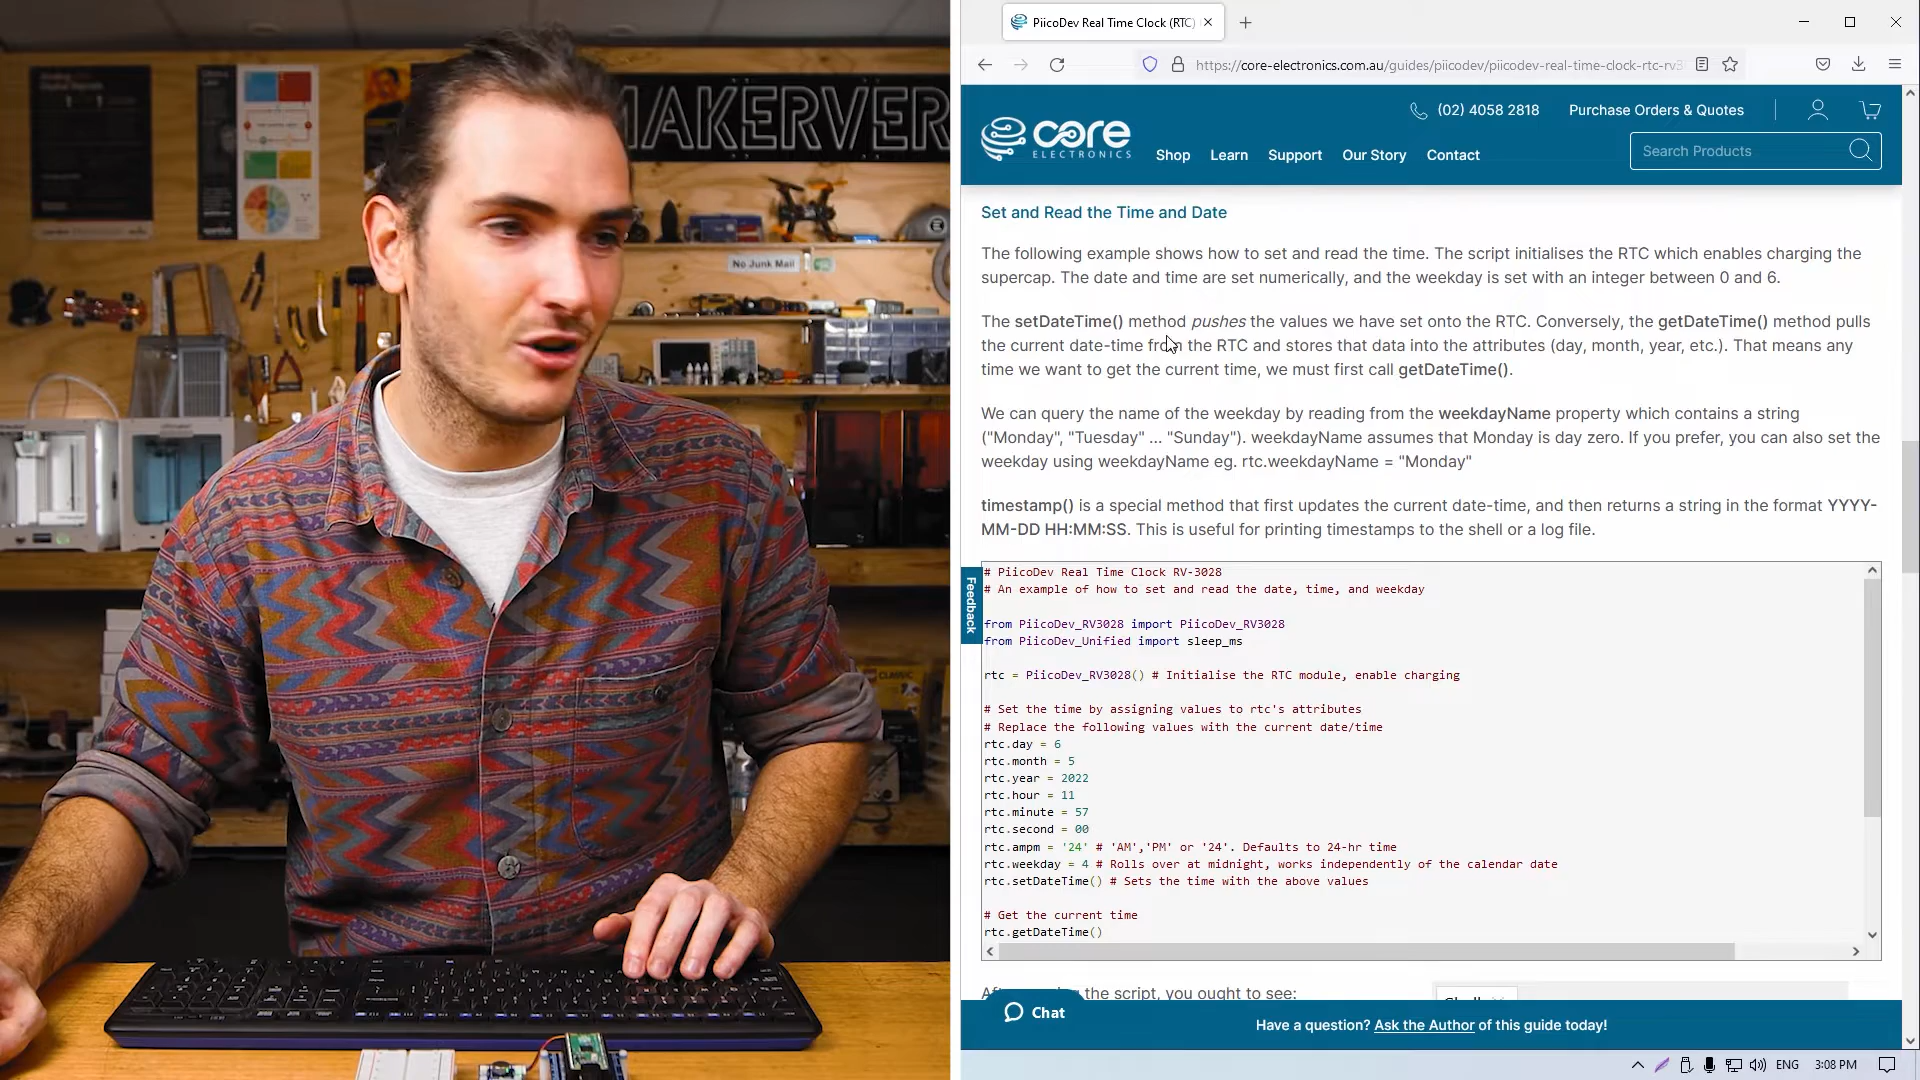 MAKERVER
No Junk Mail
PiicoDev Real Time Clock (RTC)
https://core-electronics.com.au/guides/piicodev/piicodev-real-time-clock-rtc-rv3
(02) 4058 2818
Purchase Orders & Quotes
core
ELECTRONICS
Shop
Learn
Support
Our Story
Contact
Search Products
Set and Read the Time and Date
The following example shows how to set and read the time. The script initialises the RTC which enables charging the
supercap. The date and time are set numerically, and the weekday is set with an integer between 0 and 6.
The setDateTime() method pushes the values we have set onto the RTC. Conversely, the getDateTime() method pulls
the current date-time from the RTC and stores that data into the attributes (day, month, year, etc.). That means any
time we want to get the current time, we must first call getDateTime().
We can query the name of the weekday by reading from the weekdayName property which contains a string
("Monday", "Tuesday" ... "Sunday"). weekdayName assumes that Monday is day zero. If you prefer, you can also set the
weekday using weekdayName eg. rtc.weekdayName = "Monday"
timestamp() is a special method that first updates the current date-time, and then returns a string in the format YYYY-
MM-DD HH:MM:SS. This is useful for printing timestamps to the shell or a log file.
Feedback
# PiicoDev Real Time Clock RV-3028
# An example of how to set and read the date, time, and weekday
from PiicoDev_RV3028 import PiicoDev_RV3028
from PiicoDev_Unified import sleep_ms
rtc = PiicoDev_RV3028() # Initialise the RTC module, enable charging
# Set the time by assigning values to rtc's attributes
# Replace the following values with the current date/time
rtc.day = 6
rtc.month = 5
rtc.year = 2022
rtc.hour = 11
rtc.minute = 57
rtc.second = 00
rtc.ampm = '24' # 'AM','PM' or '24'. Defaults to 24-hr time
rtc.weekday = 4 # Rolls over at midnight, works independently of the calendar date
rtc.setDateTime() # Sets the time with the above values
# Get the current time
rtc.getDateTime()
the script, you ought to see:
Chat
Have a question? Ask the Author of this guide today!
ENG
3:08 PM